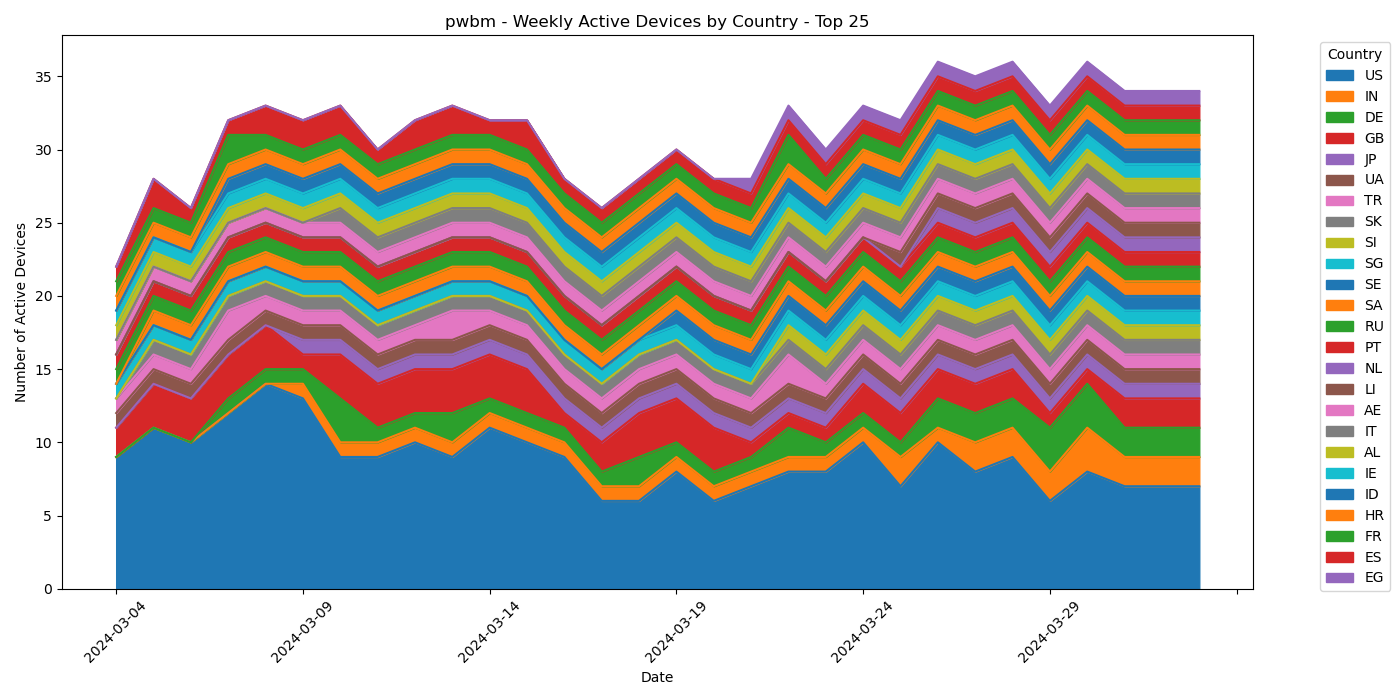 pwbm - Weekly Active Devices by Country - Top 25
Number of Active Devices
35
30
25
20
15
10
5
0
2024-03-04
2024-03-09
2024-03-14
2024-03-19
2024-03-24
2024-03-29
Date
Country
US
IN
DE
GB
JP
UA
TR
SK
SI
SG
SE
SA
RU
PT
NL
LI
AE
IT
AL
IE
ID
HR
FR
ES
EG